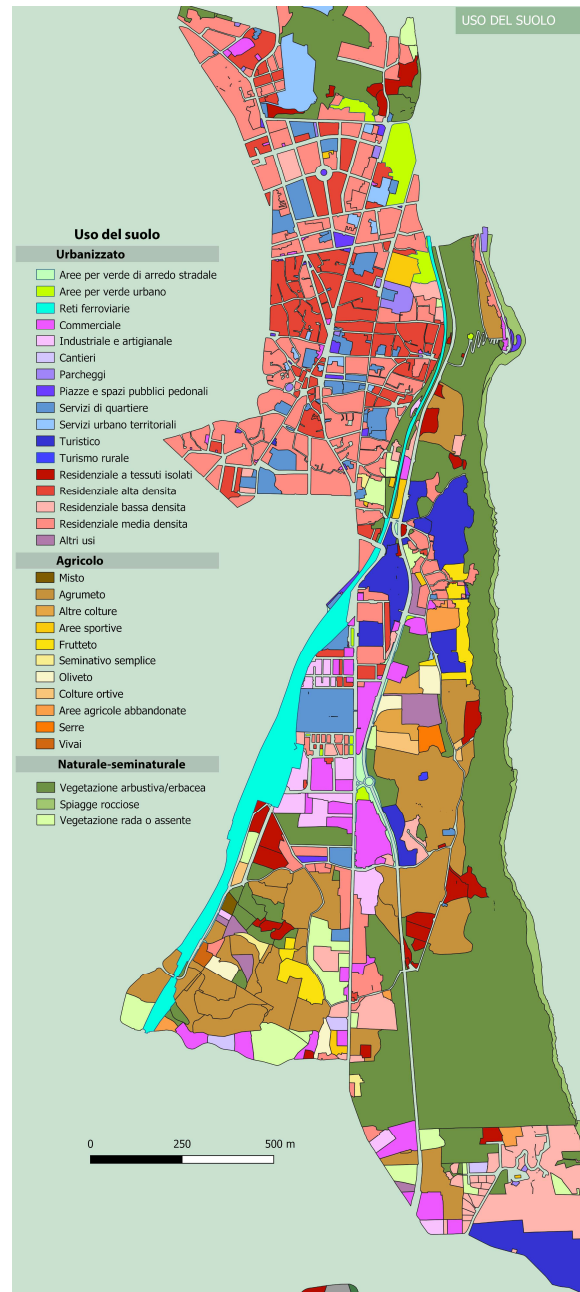 USO DEL SUOLO
Uso del suolo
Urbanizzato
Aree per verde di arredo stradale
Aree per verde urbano
Reti ferroviarie
Commerciale
Industriale e artigianale
Cantieri
Parcheggi
Piazze e spazi pubblici pedonali
Servizi di quartiere
Servizi urbano territoriali
Turistico
Turismo rurale
Residenziale a tessuti isolati
Residenziale alta densita
Residenziale bassa densita
Residenziale media densita
Altri usi
Agricolo
Misto
Agrumeto
Altre colture
Aree sportive
Frutteto
Seminativo semplice
Oliveto
Colture ortive
Aree agricole abbandonate
Serre
Vivai
Naturale-seminaturale
Vegetazione arbustiva/erbacea
Spiagge rocciose
Vegetazione rada o assente
0 250 500 m